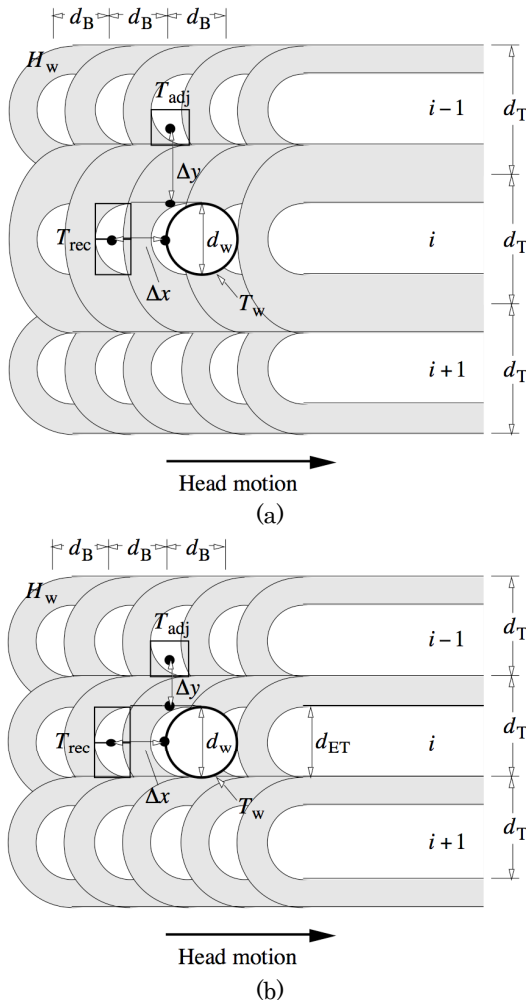 d_B d_B d_B
H_w
T_adj
i−1
d_T
Δy
T_rec
d_w
i
d_T
Δx
T_w
i+1
d_T
Head motion
(a)
d_B d_B d_B
H_w
T_adj
i−1
d_T
Δy
T_rec
d_w
d_ET
i
d_T
Δx
T_w
i+1
d_T
Head motion
(b)